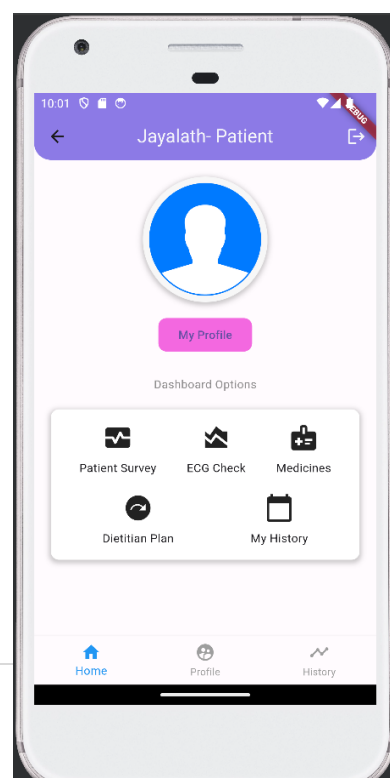 10:01
DEBUG
Jayalath- Patient
My Profile
Dashboard Options
Patient Survey ECG Check Medicines
Dietitian Plan My History
Home Profile History